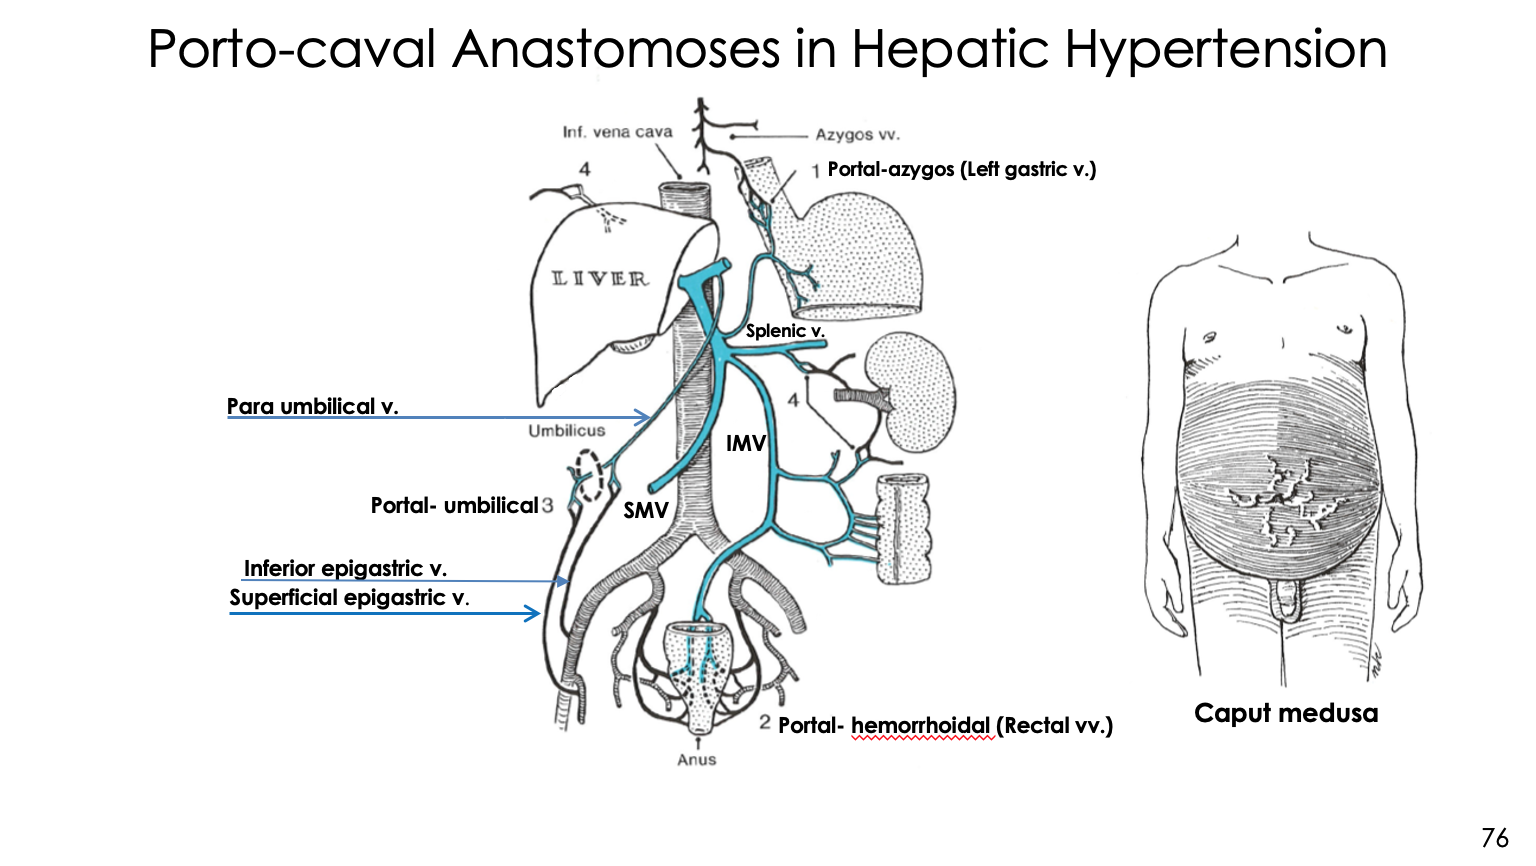 Porto-caval Anastomoses in Hepatic Hypertension
Inf. vena cava
Azygos vv.
4
1 Portal-azygos (Left gastric v.)
LIVER
Splenic v.
4
Para umbilical v.
Umbilicus
IMV
Portal- umbilical 3
SMV
Inferior epigastric v.
Superficial epigastric v.
2 Portal- hemorrhoidal (Rectal vv.)
Anus
Caput medusa
76